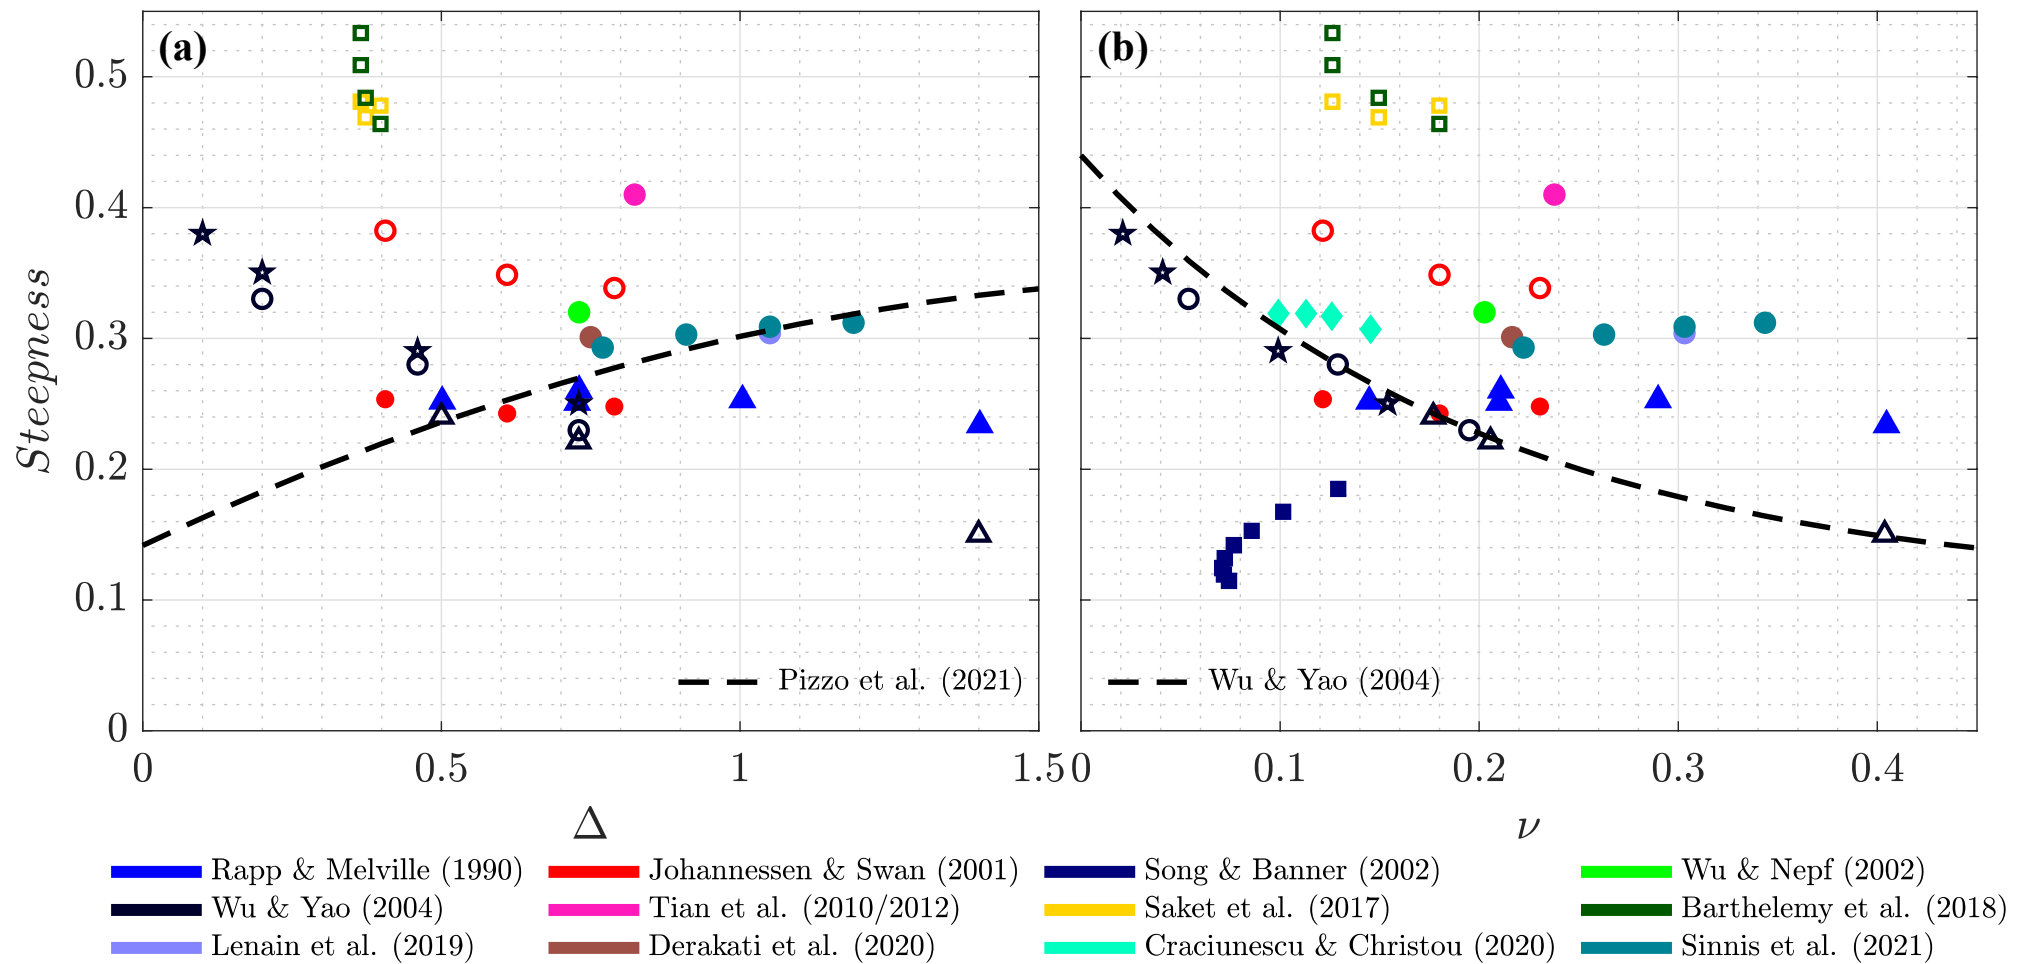 (a)
(b)
0.5
0.4
0.3
0.2
0.1
0
Steepness
Pizzo et al. (2021)
Wu & Yao (2004)
0 0.5 1 1.5
0 0.1 0.2 0.3 0.4
Δ
ν
Rapp & Melville (1990) Johannessen & Swan (2001) Song & Banner (2002) Wu & Nepf (2002)
Wu & Yao (2004) Tian et al. (2010/2012) Saket et al. (2017) Barthelemy et al. (2018)
Lenain et al. (2019) Derakati et al. (2020) Craciunescu & Christou (2020) Sinnis et al. (2021)